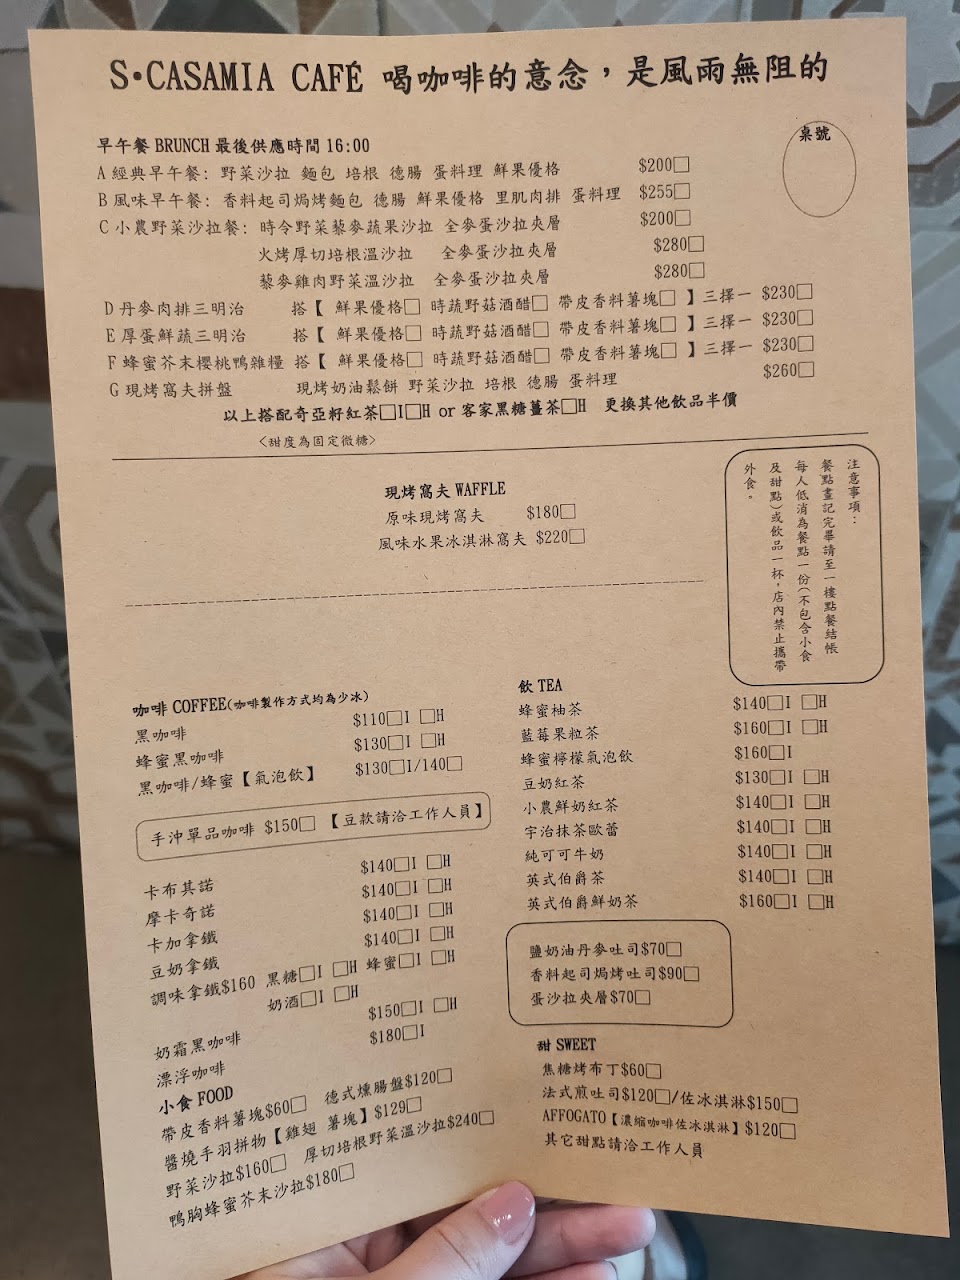 S•CASAMIA CAFÉ 喝咖啡的意念，是風雨無阻的
桌號
早午餐 BRUNCH 最後供應時間 16:00
A 經典早午餐: 野菜沙拉 麵包 培根 德腸 蛋料理 鮮果優格 $200□
B 風味早午餐: 香料起司焗烤麵包 德腸 鮮果優格 里肌肉排 蛋料理 $255□
C 小農野菜沙拉餐: 時令野菜藜麥蔬果沙拉 全麥蛋沙拉夾層 $200□
火烤厚切培根溫沙拉 全麥蛋沙拉夾層 $280□
藜麥雞肉野菜溫沙拉 全麥蛋沙拉夾層 $280□
D 丹麥肉排三明治 搭【 鮮果優格□ 時蔬野菇酒醋□ 帶皮香料薯塊□ 】三擇一 $230□
E 厚蛋鮮蔬三明治 搭【 鮮果優格□ 時蔬野菇酒醋□ 帶皮香料薯塊□ 】三擇一 $230□
F 蜂蜜芥末櫻桃鴨雜糧 搭【 鮮果優格□ 時蔬野菇酒醋□ 帶皮香料薯塊□ 】三擇一 $230□
G 現烤窩夫拼盤 現烤奶油鬆餅 野菜沙拉 培根 德腸 蛋料理 $260□
以上搭配奇亞籽紅茶□I□H or 客家黑糖薑茶□H 更換其他飲品半價
<甜度為固定微糖>
注意事項：
餐點畫記完畢請至一樓點餐結帳
每人低消為餐點一份(不包含小食
及甜點)或飲品一杯，店內禁止攜帶
外食。
現烤窩夫 WAFFLE
原味現烤窩夫 $180□
風味水果冰淇淋窩夫 $220□
咖啡 COFFEE(咖啡製作方式均為少冰)
黑咖啡 $110□I □H
蜂蜜黑咖啡 $130□I □H
黑咖啡/蜂蜜【氣泡飲】 $130□I/140□
手沖單品咖啡 $150□ 【豆款請洽工作人員】
卡布其諾 $140□I □H
摩卡奇諾 $140□I □H
卡加拿鐵 $140□I □H
豆奶拿鐵 $140□I □H
調味拿鐵$160 黑糖□I □H 蜂蜜□I □H
奶酒□I □H
奶霜黑咖啡 $150□I □H
漂浮咖啡 $180□I
小食 FOOD
帶皮香料薯塊$60□ 德式燻腸盤$120□
醬燒手羽拼物【雞翅 薯塊】$129□
野菜沙拉$160□ 厚切培根野菜溫沙拉$240□
鴨胸蜂蜜芥末沙拉$180□
飲 TEA
蜂蜜柚茶 $140□I □H
藍莓果粒茶 $160□I □H
蜂蜜檸檬氣泡飲 $160□I
豆奶紅茶 $130□I □H
小農鮮奶紅茶 $140□I □H
宇治抹茶歐蕾 $140□I □H
純可可牛奶 $140□I □H
英式伯爵茶 $140□I □H
英式伯爵鮮奶茶 $160□I □H
鹽奶油丹麥吐司$70□
香料起司焗烤吐司$90□
蛋沙拉夾層$70□
甜 SWEET
焦糖烤布丁$60□
法式煎吐司$120□/佐冰淇淋$150□
AFFOGATO【濃縮咖啡佐冰淇淋】$120□
其它甜點請洽工作人員